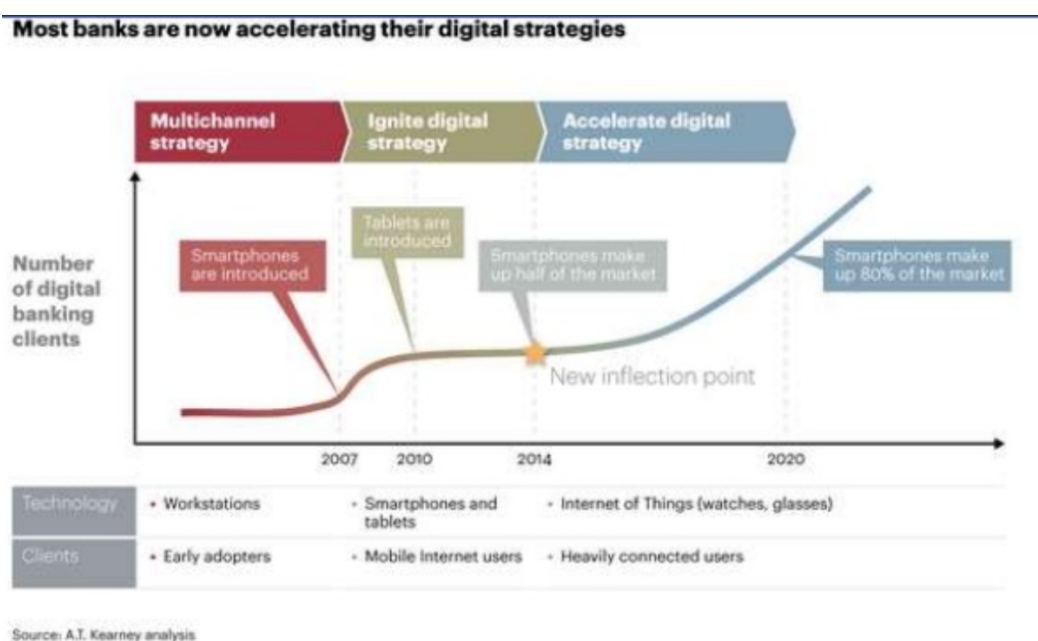 Most banks are now accelerating their digital strategies
Multichannel
strategy
Ignite digital
strategy
Accelerate digital
strategy
Number
of digital
banking
clients
Smartphones
are introduced
Tablets are
introduced
Smartphones make
up half of the market
Smartphones make
up 80% of the market
New inflection point
2007
2010
2014
2020
Technology
• Workstations
• Smartphones and
tablets
• Internet of Things (watches, glasses)
Clients
• Early adopters
• Mobile Internet users
• Heavily connected users
Source: A.T. Kearney analysis